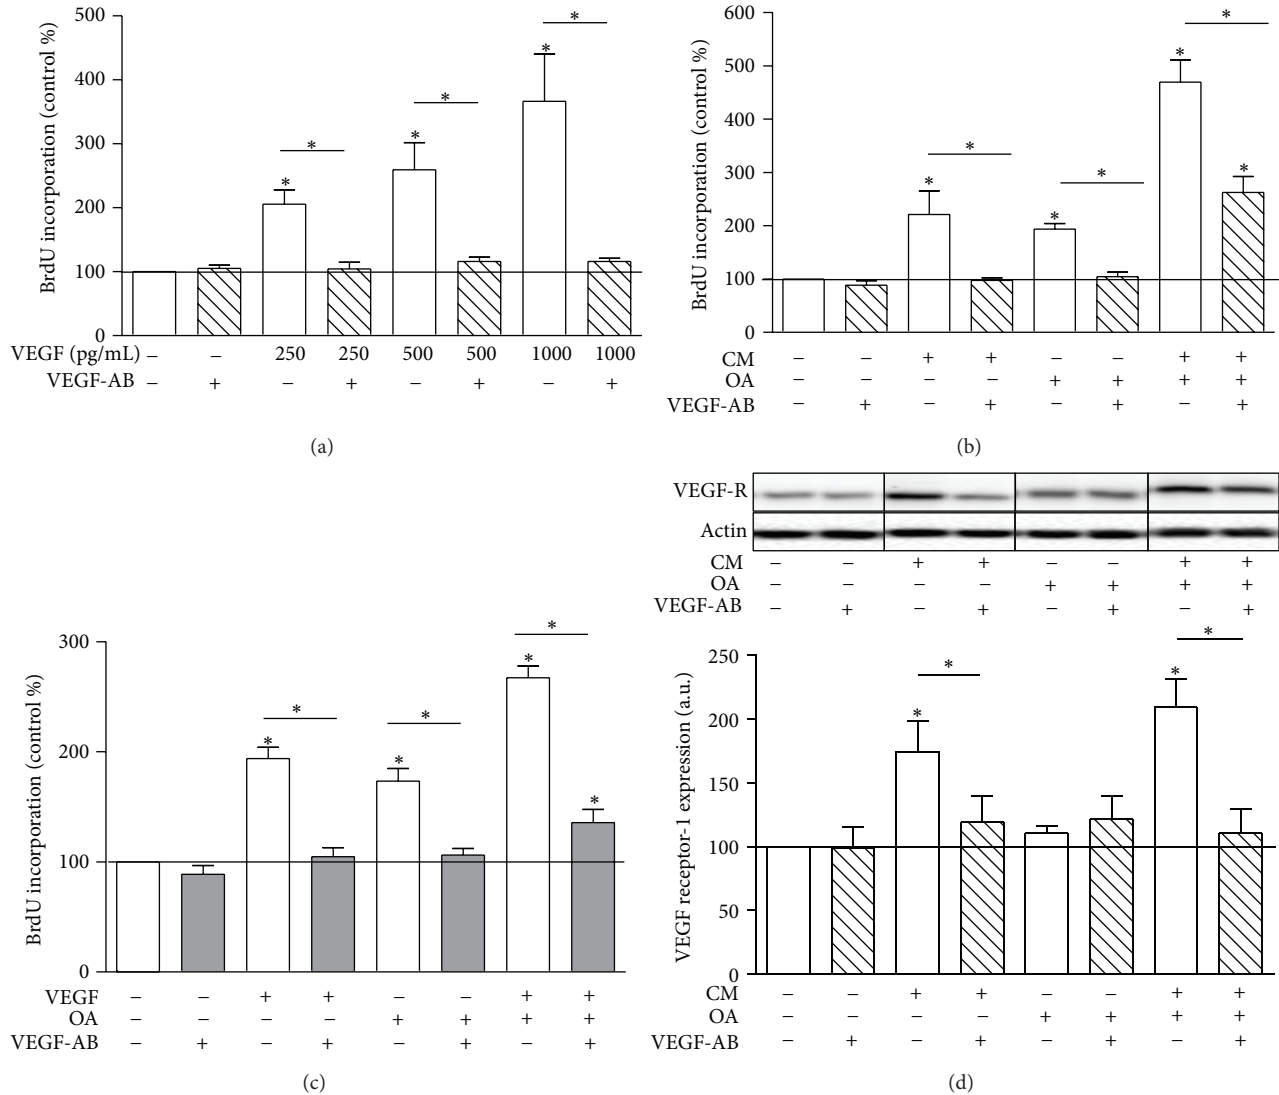 500
400
300
200
100
0
BrdU incorporation (control %)
* * * * * *
VEGF (pg/mL) − − 250 250 500 500 1000 1000
VEGF-AB − + − + − + − +
(a)
600
500
400
300
200
100
0
BrdU incorporation (control %)
* * * * * * *
CM − − + + − − + +
OA − − − − + + + +
VEGF-AB − + − + − + − +
(b)
300
200
100
0
BrdU incorporation (control %)
* * * * * * *
VEGF − − + + − − + +
OA − − − − + + + +
VEGF-AB − + − + − + − +
(c)
VEGF-R
Actin
CM − − + + − − + +
OA − − − − + + + +
VEGF-AB − + − + − + − +
250
200
150
100
50
0
VEGF receptor-1 expression (a.u.)
* * * *
CM − − + + − − + +
OA − − − − + + + +
VEGF-AB − + − + − + − +
(d)